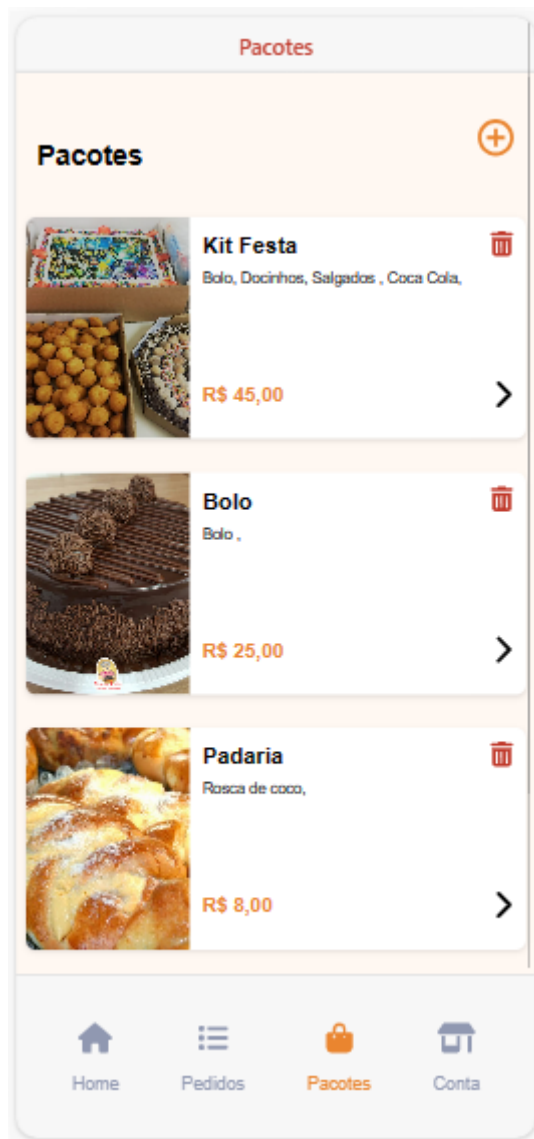 Pacotes
Pacotes
Kit Festa
Bolo, Docinhos, Salgados , Coca Cola,
R$ 45,00
Bolo
Bolo ,
R$ 25,00
Padaria
Rosca de coco,
R$ 8,00
Home
Pedidos
Pacotes
Conta